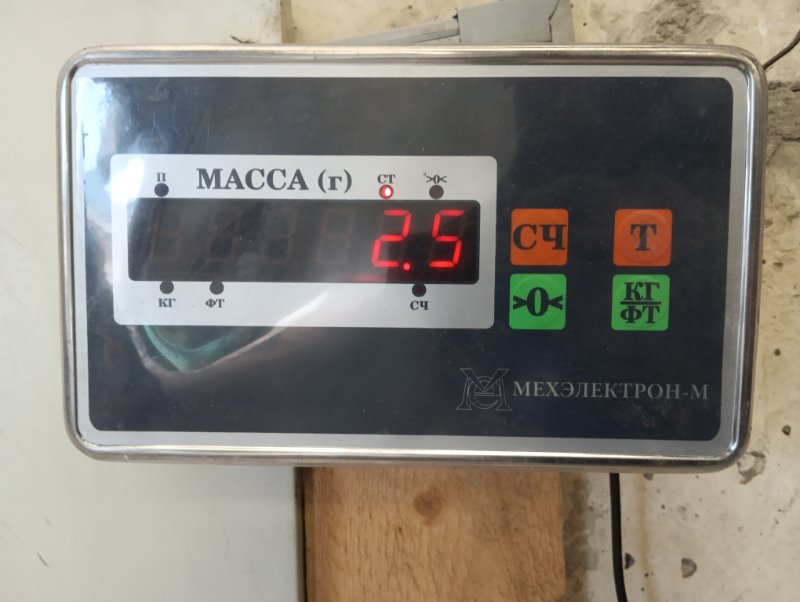 П МАССА (г) СТ >0<
2.5
КГ ФТ СЧ
СЧ Т
>0< КГ/ФТ
МЕХЭЛЕКТРОН-М